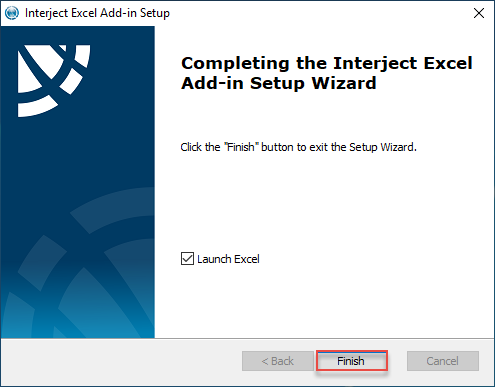 Interject Excel Add-in Setup
Completing the Interject Excel
Add-in Setup Wizard
Click the "Finish" button to exit the Setup Wizard.
Launch Excel
< Back
Finish
Cancel